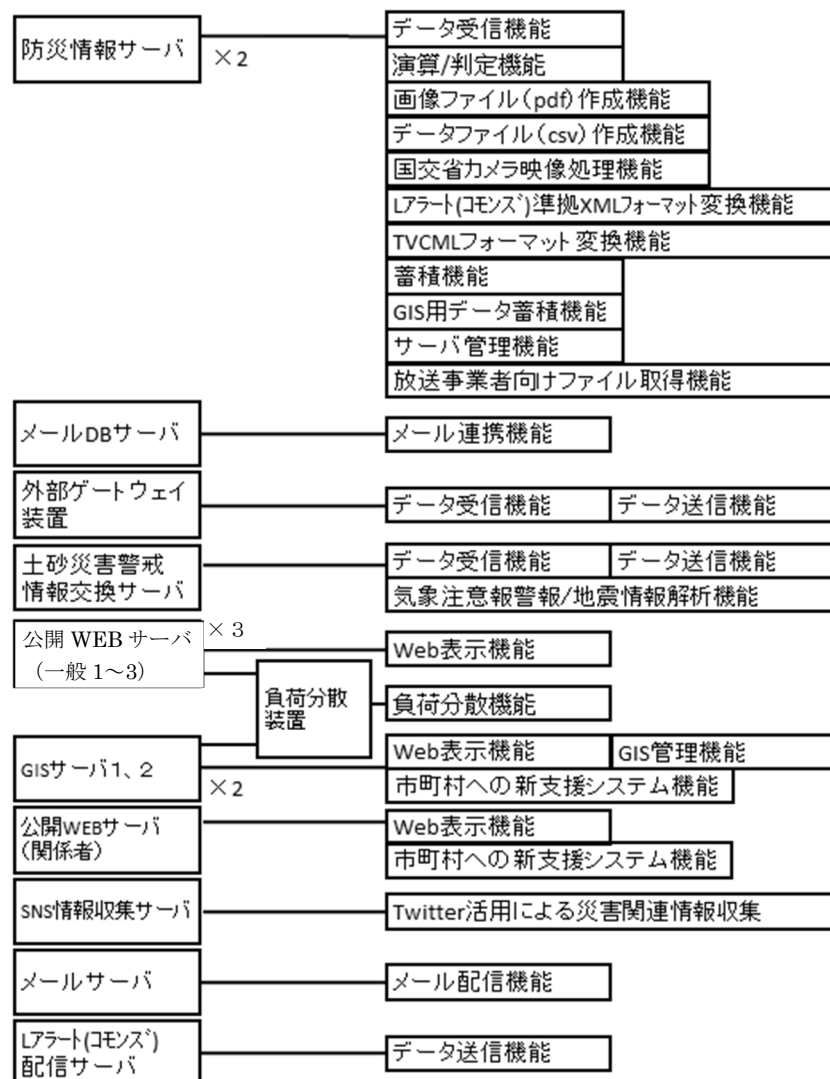 防災情報サーバ
×2
データ受信機能
演算/判定機能
画像ファイル(pdf)作成機能
データファイル(csv)作成機能
国交省カメラ映像処理機能
Lアラート(コモンズ)準拠XMLフォーマット変換機能
TVCMLフォーマット変換機能
蓄積機能
GIS用データ蓄積機能
サーバ管理機能
放送事業者向けファイル取得機能
メールDBサーバ
メール連携機能
外部ゲートウェイ
装置
データ受信機能 データ送信機能
土砂災害警戒
情報交換サーバ
データ受信機能 データ送信機能
気象注意報警報/地震情報解析機能
公開 WEB サーバ
(一般 1~3)
×3
Web表示機能
負荷分散
装置
負荷分散機能
GISサーバ1、2
×2
Web表示機能 GIS管理機能
市町村への新支援システム機能
公開WEBサーバ
(関係者)
Web表示機能
市町村への新支援システム機能
SNS情報収集サーバ
Twitter活用による災害関連情報収集
メールサーバ
メール配信機能
Lアラート(コモンズ)
配信サーバ
データ送信機能